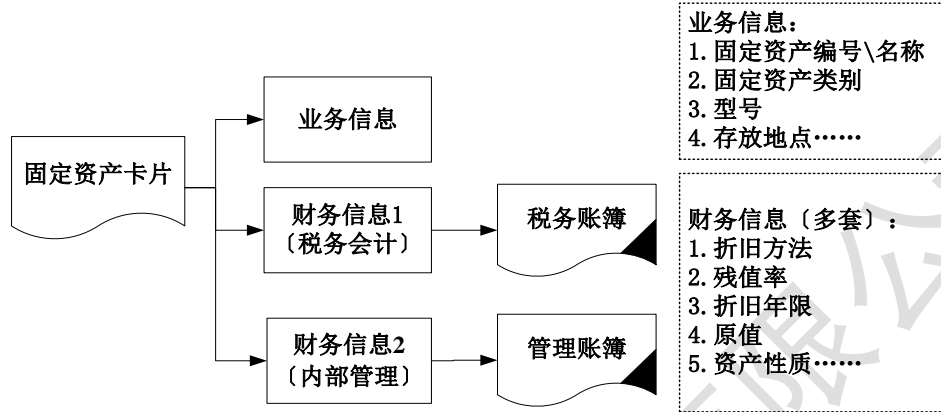 固定资产卡片
业务信息
财务信息1
〔税务会计〕
财务信息2
〔内部管理〕
税务账簿
管理账簿
业务信息：
1.固定资产编号\名称
2.固定资产类别
3.型号
4.存放地点……
财务信息〔多套〕：
1.折旧方法
2.残值率
3.折旧年限
4.原值
5.资产性质……
限公